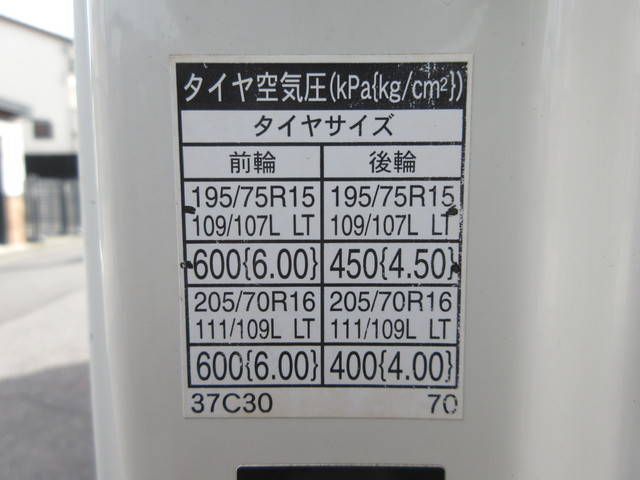 タイヤ空気圧(kPa{kg/cm²})
タイヤサイズ
前輪 後輪
195/75R15 195/75R15
109/107L LT 109/107L LT
600{6.00} 450{4.50}
205/70R16 205/70R16
111/109L LT 111/109L LT
600{6.00} 400{4.00}
37C30 70